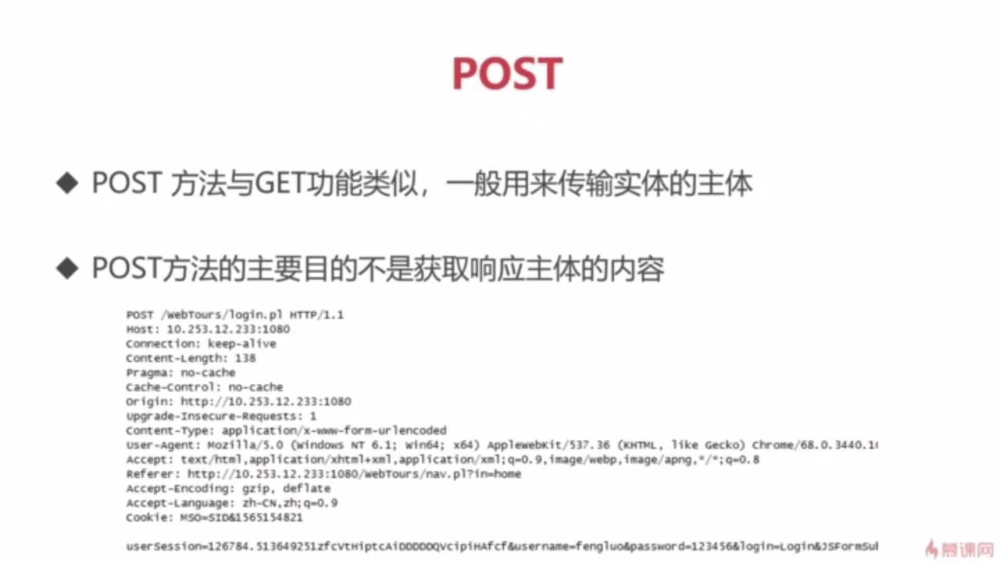 POST
◆ POST 方法与GET功能类似，一般用来传输实体的主体
◆ POST方法的主要目的不是获取响应主体的内容
POST /WebTours/login.pl HTTP/1.1
Host: 10.253.12.233:1080
Connection: keep-alive
Content-Length: 138
Pragma: no-cache
Cache-Control: no-cache
Origin: http://10.253.12.233:1080
Upgrade-Insecure-Requests: 1
Content-Type: application/x-www-form-urlencoded
User-Agent: Mozilla/5.0 (Windows NT 6.1; Win64; x64) AppleWebKit/537.36 (KHTML, like Gecko) Chrome/68.0.3440.1
Accept: text/html,application/xhtml+xml,application/xml;q=0.9,image/webp,image/apng,*/*;q=0.8
Referer: http://10.253.12.233:1080/WebTours/nav.pl?in=home
Accept-Encoding: gzip, deflate
Accept-Language: zh-CN,zh;q=0.9
Cookie: MSO=SID&1565154821
userSession=126784.513649251zfcVtHiptcAiDDDDDQVcipiHAfcf&username=fengluo&password=123456&login=Login&JSFormSu
慕课网